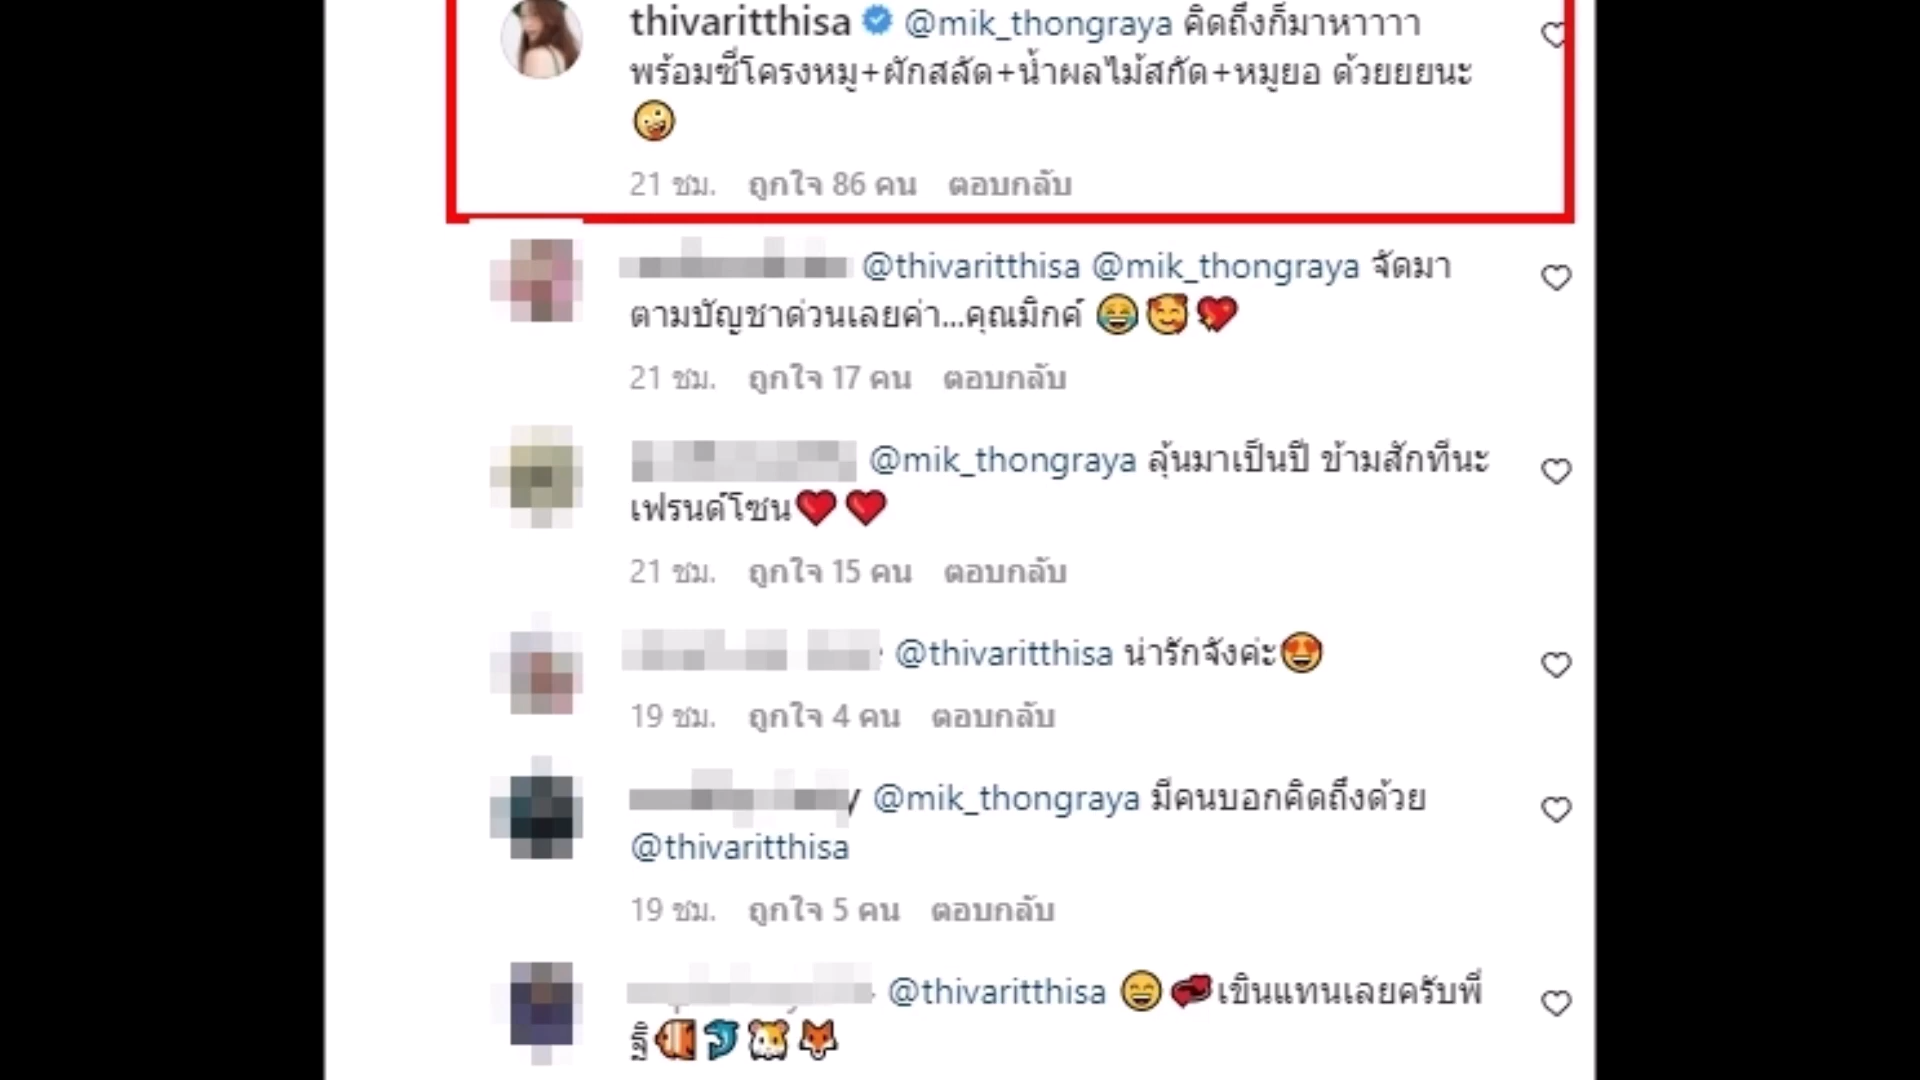 thivaritthisa @mik_thongraya คิดถึงก็มาหาาาา
พร้อมซี่โครงหมู+ผักสลัด+น้ำผลไม้สกัด+หมูยอ ด้วยยยนะ
🤪
21 ชม. ถูกใจ 86 คน ตอบกลับ
@thivaritthisa @mik_thongraya จัดมา
ตามบัญชาด่วนเลยค่า...คุณมิกค์ 😂🥰💖
21 ชม. ถูกใจ 17 คน ตอบกลับ
@mik_thongraya ลุ้นมาเป็นปี ข้ามสักทีนะ
เฟรนด์โซน❤️❤️
21 ชม. ถูกใจ 15 คน ตอบกลับ
@thivaritthisa น่ารักจังค่ะ😍
19 ชม. ถูกใจ 4 คน ตอบกลับ
@mik_thongraya มีคนบอกคิดถึงด้วย
@thivaritthisa
19 ชม. ถูกใจ 5 คน ตอบกลับ
@thivaritthisa 😄 เขินแทนเลยครับพี่
🐠🐬🐹🦊